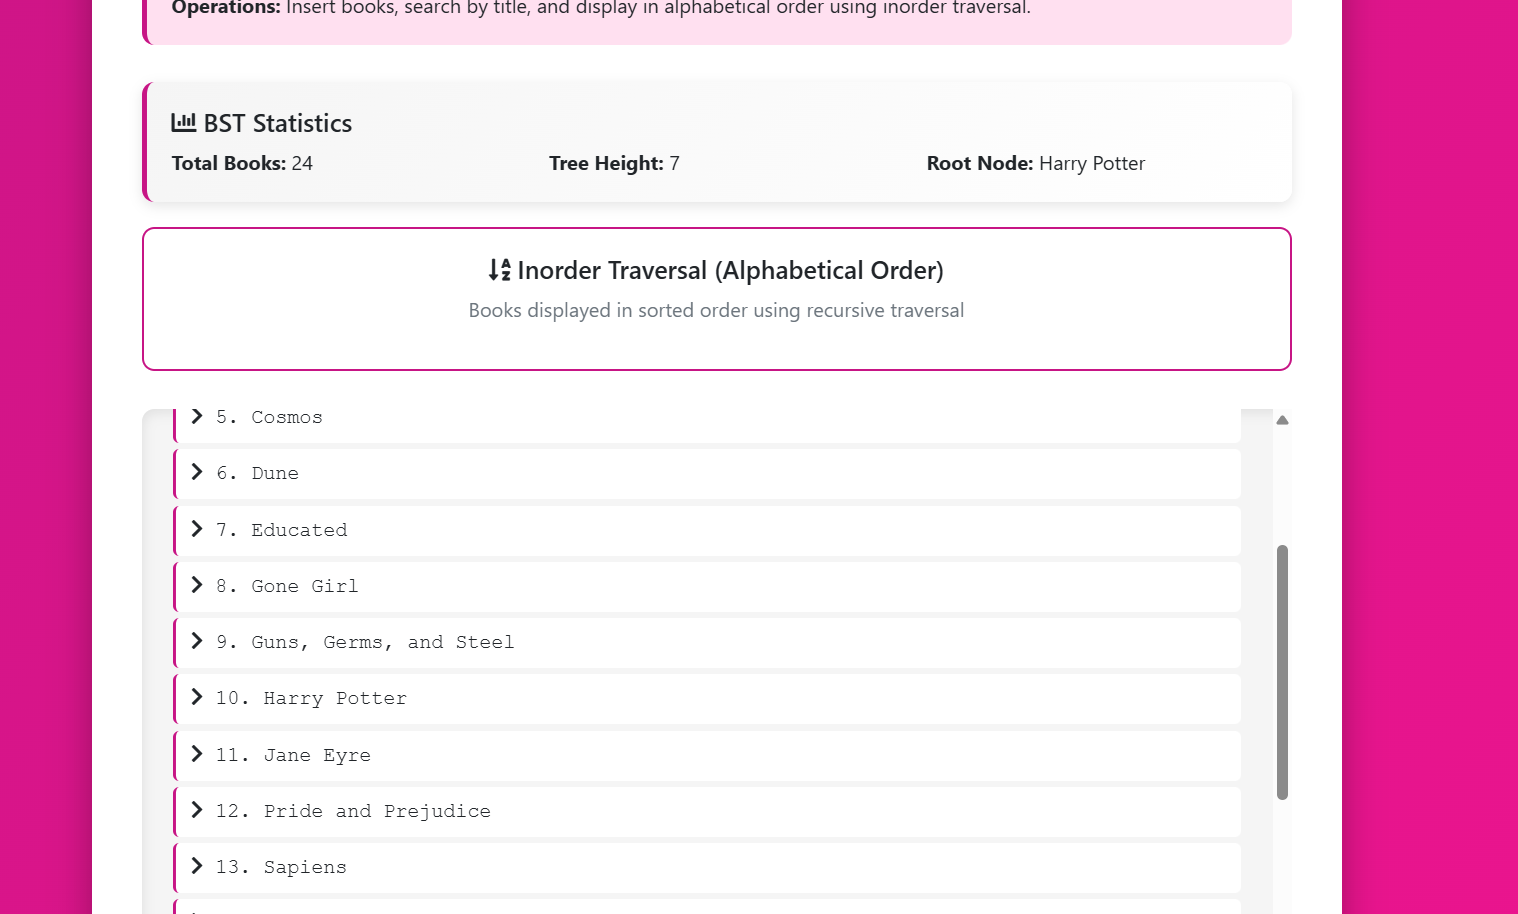 Operations: Insert books, search by title, and display in alphabetical order using inorder traversal.
BST Statistics
Total Books: 24 Tree Height: 7 Root Node: Harry Potter
Inorder Traversal (Alphabetical Order)
Books displayed in sorted order using recursive traversal
5. Cosmos
6. Dune
7. Educated
8. Gone Girl
9. Guns, Germs, and Steel
10. Harry Potter
11. Jane Eyre
12. Pride and Prejudice
13. Sapiens